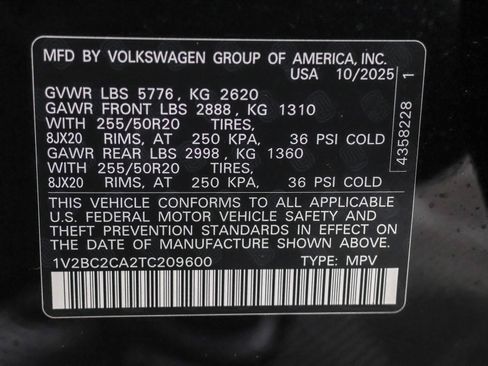 MFD BY VOLKSWAGEN GROUP OF AMERICA, INC.
USA 10/2025
GVWR LBS 5776, KG 2620
GAWR FRONT LBS 2888, KG 1310
WITH 255/50R20 TIRES,
8JX20 RIMS, AT 250 KPA, 36 PSI COLD
GAWR REAR LBS 2998, KG 1360
WITH 255/50R20 TIRES,
8JX20 RIMS, AT 250 KPA, 36 PSI COLD
THIS VEHICLE CONFORMS TO ALL APPLICABLE
U.S. FEDERAL MOTOR VEHICLE SAFETY AND
THEFT PREVENTION STANDARDS IN EFFECT ON
THE DATE OF MANUFACTURE SHOWN ABOVE.
1V2BC2CA2TC209600 TYPE: MPV
4358228 1